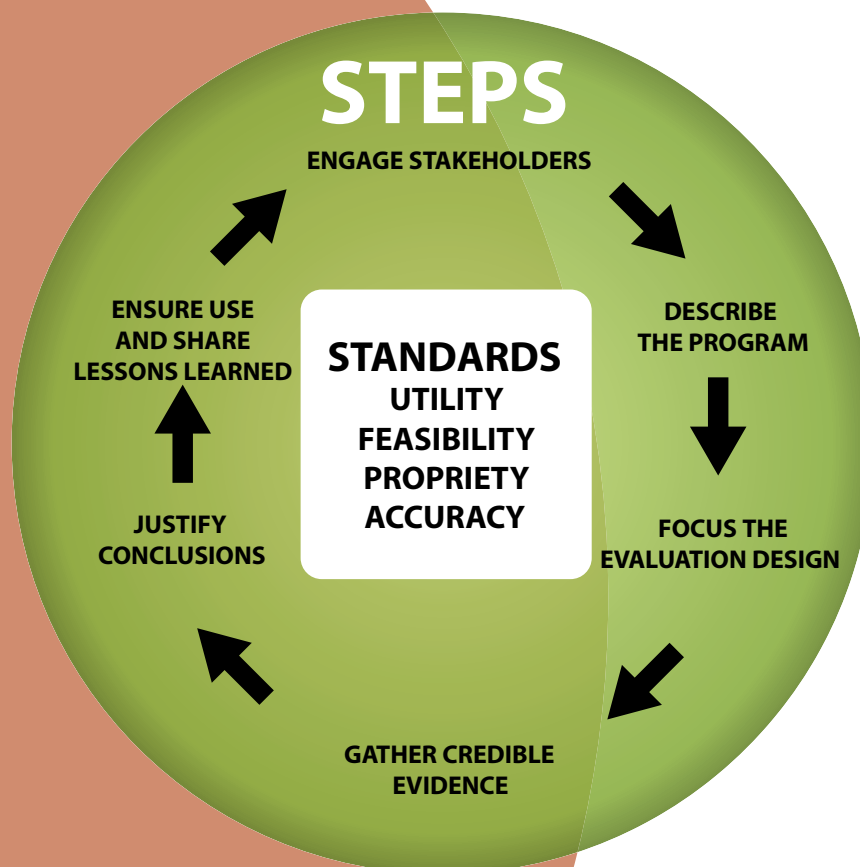 STEPS
ENGAGE STAKEHOLDERS
DESCRIBE
THE PROGRAM
FOCUS THE
EVALUATION DESIGN
GATHER CREDIBLE
EVIDENCE
JUSTIFY
CONCLUSIONS
ENSURE USE
AND SHARE
LESSONS LEARNED
STANDARDS
UTILITY
FEASIBILITY
PROPRIETY
ACCURACY